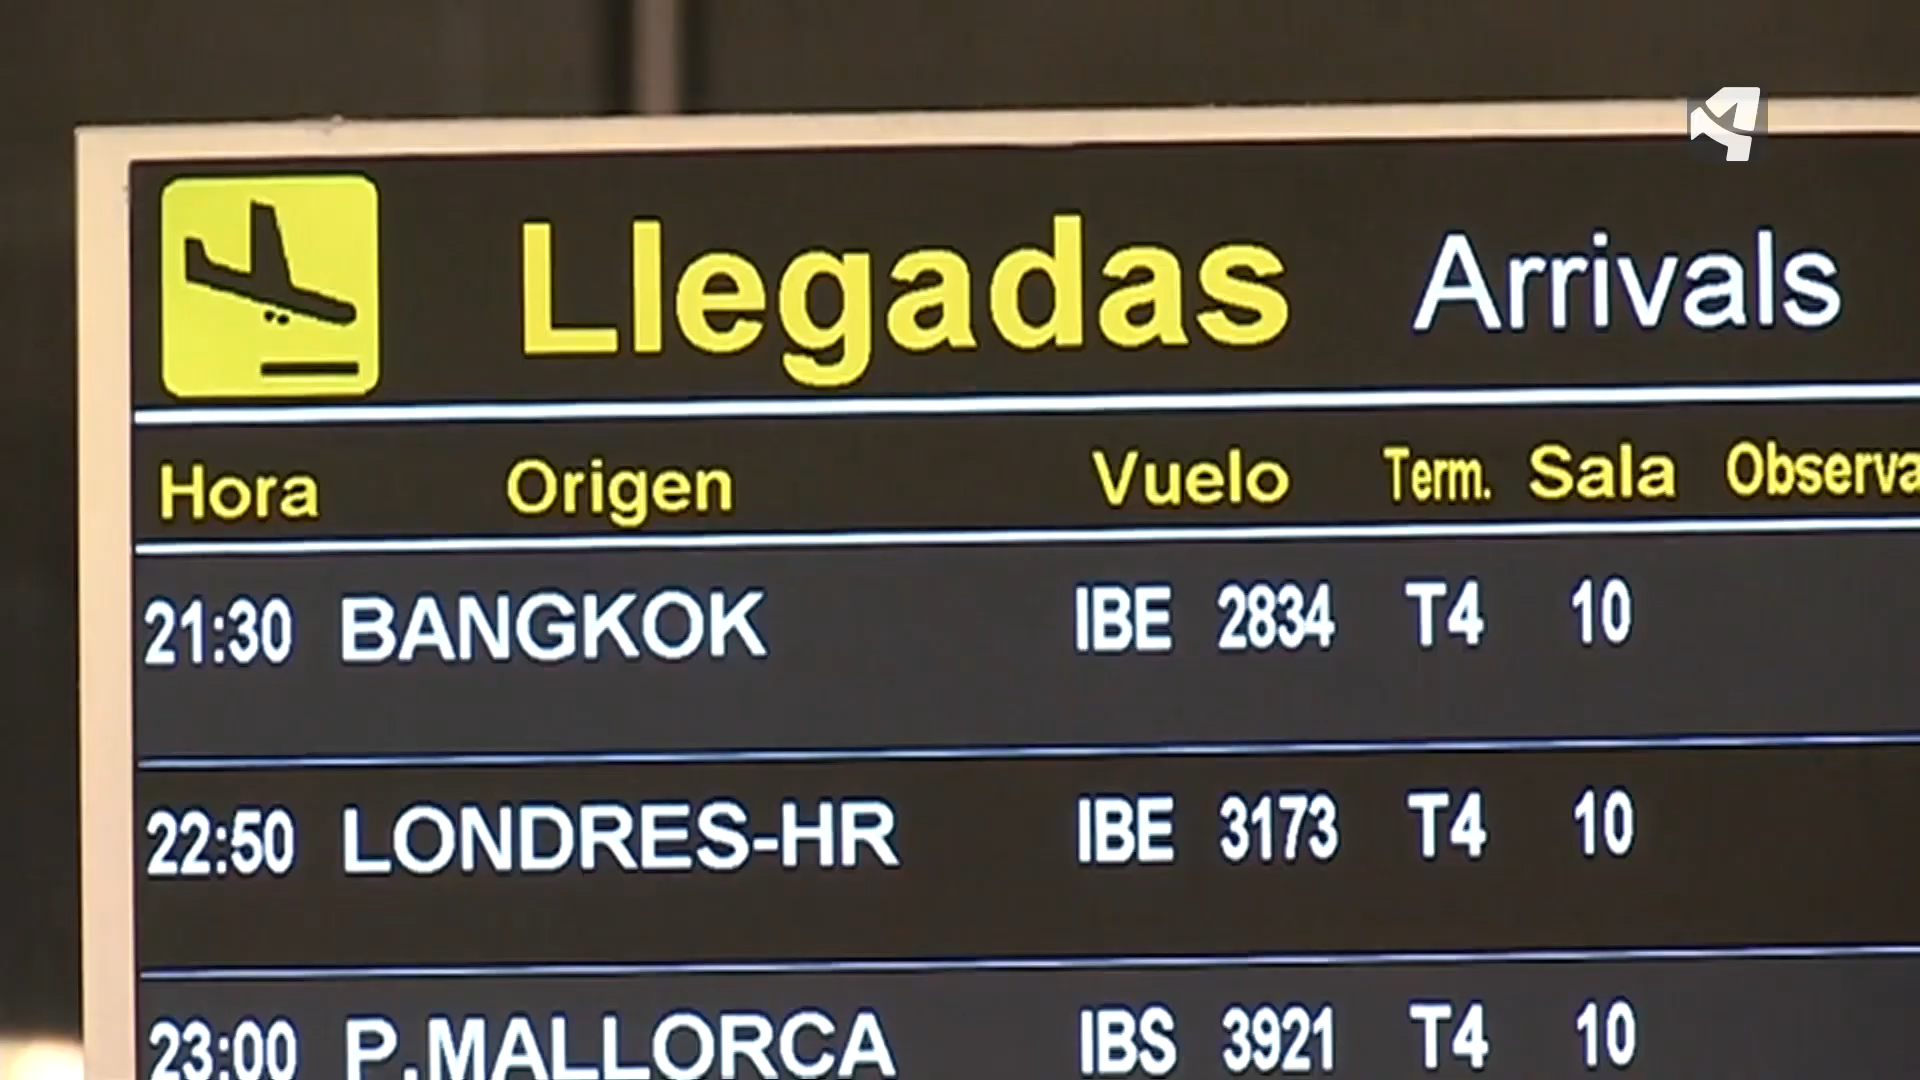 Llegadas Arrivals
Hora Origen Vuelo Term. Sala Observa
21:30 BANGKOK IBE 2834 T4 10
22:50 LONDRES-HR IBE 3173 T4 10
23:00 P.MALLORCA IBS 3921 T4 10